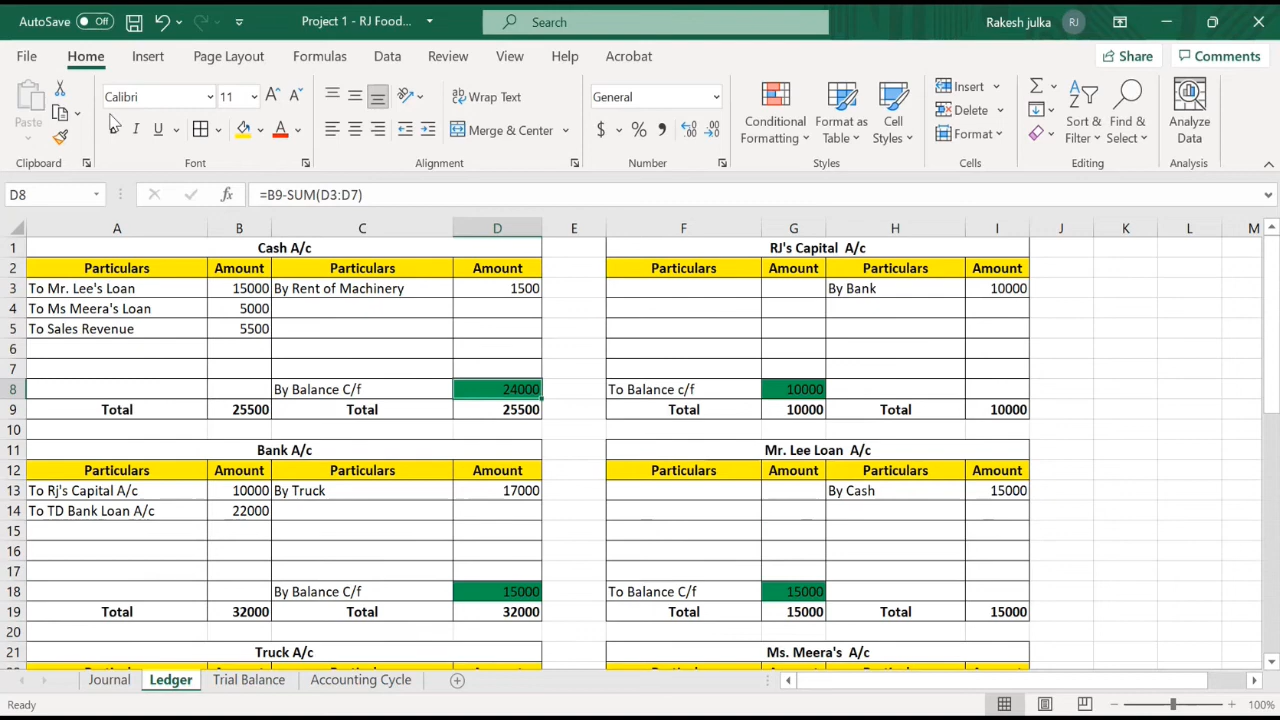 AutoSave Off Project 1 - RJ Food... Search Rakesh julka RJ
File Home Insert Page Layout Formulas Data Review View Help Acrobat Share Comments
Paste Calibri 11 A A Wrap Text General Conditional Formatting Format as Table Cell Styles Insert Sort & Filter Find & Select Analyze Data
I U A Merge & Center $ % , Delete
Format
Clipboard Font Alignment Number Styles Cells Editing Analysis
D8 fx =B9-SUM(D3:D7)
A B C D E F G H I J K L M
1 Cash A/c RJ's Capital A/c
2 Particulars Amount Particulars Amount Particulars Amount Particulars Amount
3 To Mr. Lee's Loan 15000 By Rent of Machinery 1500 By Bank 10000
4 To Ms Meera's Loan 5000
5 To Sales Revenue 5500
6
7
8 By Balance C/f 24000 To Balance c/f 10000
9 Total 25500 Total 25500 Total 10000 Total 10000
10
11 Bank A/c Mr. Lee Loan A/c
12 Particulars Amount Particulars Amount Particulars Amount Particulars Amount
13 To Rj's Capital A/c 10000 By Truck 17000 By Cash 15000
14 To TD Bank Loan A/c 22000
15
16
17
18 By Balance C/f 15000 To Balance C/f 15000
19 Total 32000 Total 32000 Total 15000 Total 15000
20
21 Truck A/c Ms. Meera's A/c
Journal Ledger Trial Balance Accounting Cycle
Ready 100%